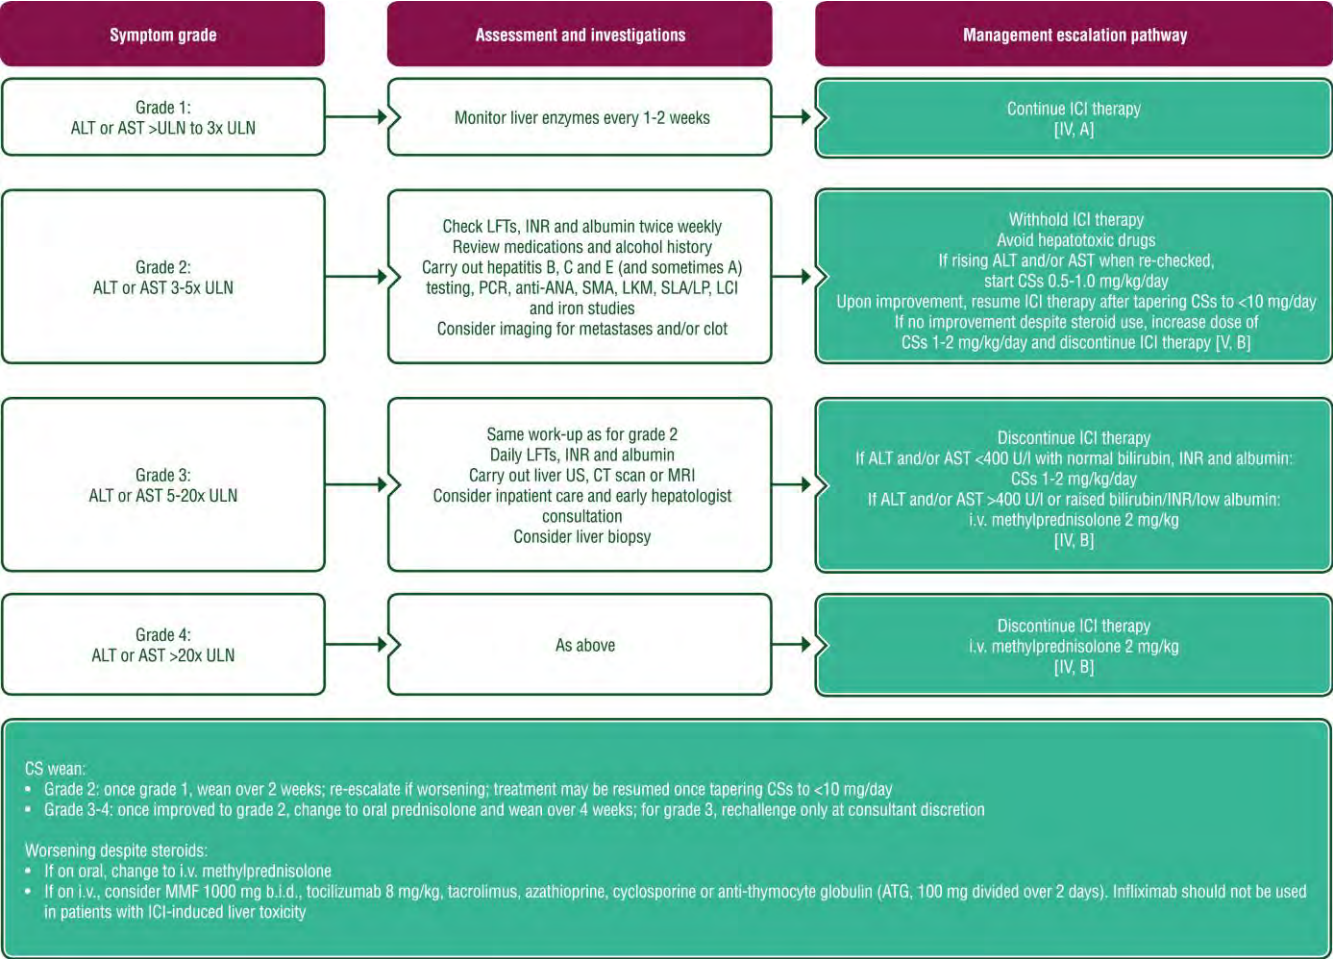 Symptom grade
Assessment and investigations
Management escalation pathway
Grade 1:
ALT or AST >ULN to 3x ULN
Monitor liver enzymes every 1-2 weeks
Continue ICI therapy
[IV, A]
Grade 2:
ALT or AST 3-5x ULN
Check LFTs, INR and albumin twice weekly
Review medications and alcohol history
Carry out hepatitis B, C and E (and sometimes A)
testing, PCR, anti-ANA, SMA, LKM, SLA/LP, LCI
and iron studies
Consider imaging for metastases and/or clot
Withhold ICI therapy
Avoid hepatotoxic drugs
If rising ALT and/or AST when re-checked,
start CSs 0.5-1.0 mg/kg/day
Upon improvement, resume ICI therapy after tapering CSs to <10 mg/day
If no improvement despite steroid use, increase dose of
CSs 1-2 mg/kg/day and discontinue ICI therapy [V, B]
Grade 3:
ALT or AST 5-20x ULN
Same work-up as for grade 2
Daily LFTs, INR and albumin
Carry out liver US, CT scan or MRI
Consider inpatient care and early hepatologist
consultation
Consider liver biopsy
Discontinue ICI therapy
If ALT and/or AST <400 U/l with normal bilirubin, INR and albumin:
CSs 1-2 mg/kg/day
If ALT and/or AST >400 U/l or raised bilirubin/INR/low albumin:
i.v. methylprednisolone 2 mg/kg
[IV, B]
Grade 4:
ALT or AST >20x ULN
As above
Discontinue ICI therapy
i.v. methylprednisolone 2 mg/kg
[IV, B]
CS wean:
• Grade 2: once grade 1, wean over 2 weeks; re-escalate if worsening; treatment may be resumed once tapering CSs to <10 mg/day
• Grade 3-4: once improved to grade 2, change to oral prednisolone and wean over 4 weeks; for grade 3, rechallenge only at consultant discretion
Worsening despite steroids:
• If on oral, change to i.v. methylprednisolone
• If on i.v., consider MMF 1000 mg b.i.d., tocilizumab 8 mg/kg, tacrolimus, azathioprine, cyclosporine or anti-thymocyte globulin (ATG, 100 mg divided over 2 days). Infliximab should not be used
in patients with ICI-induced liver toxicity